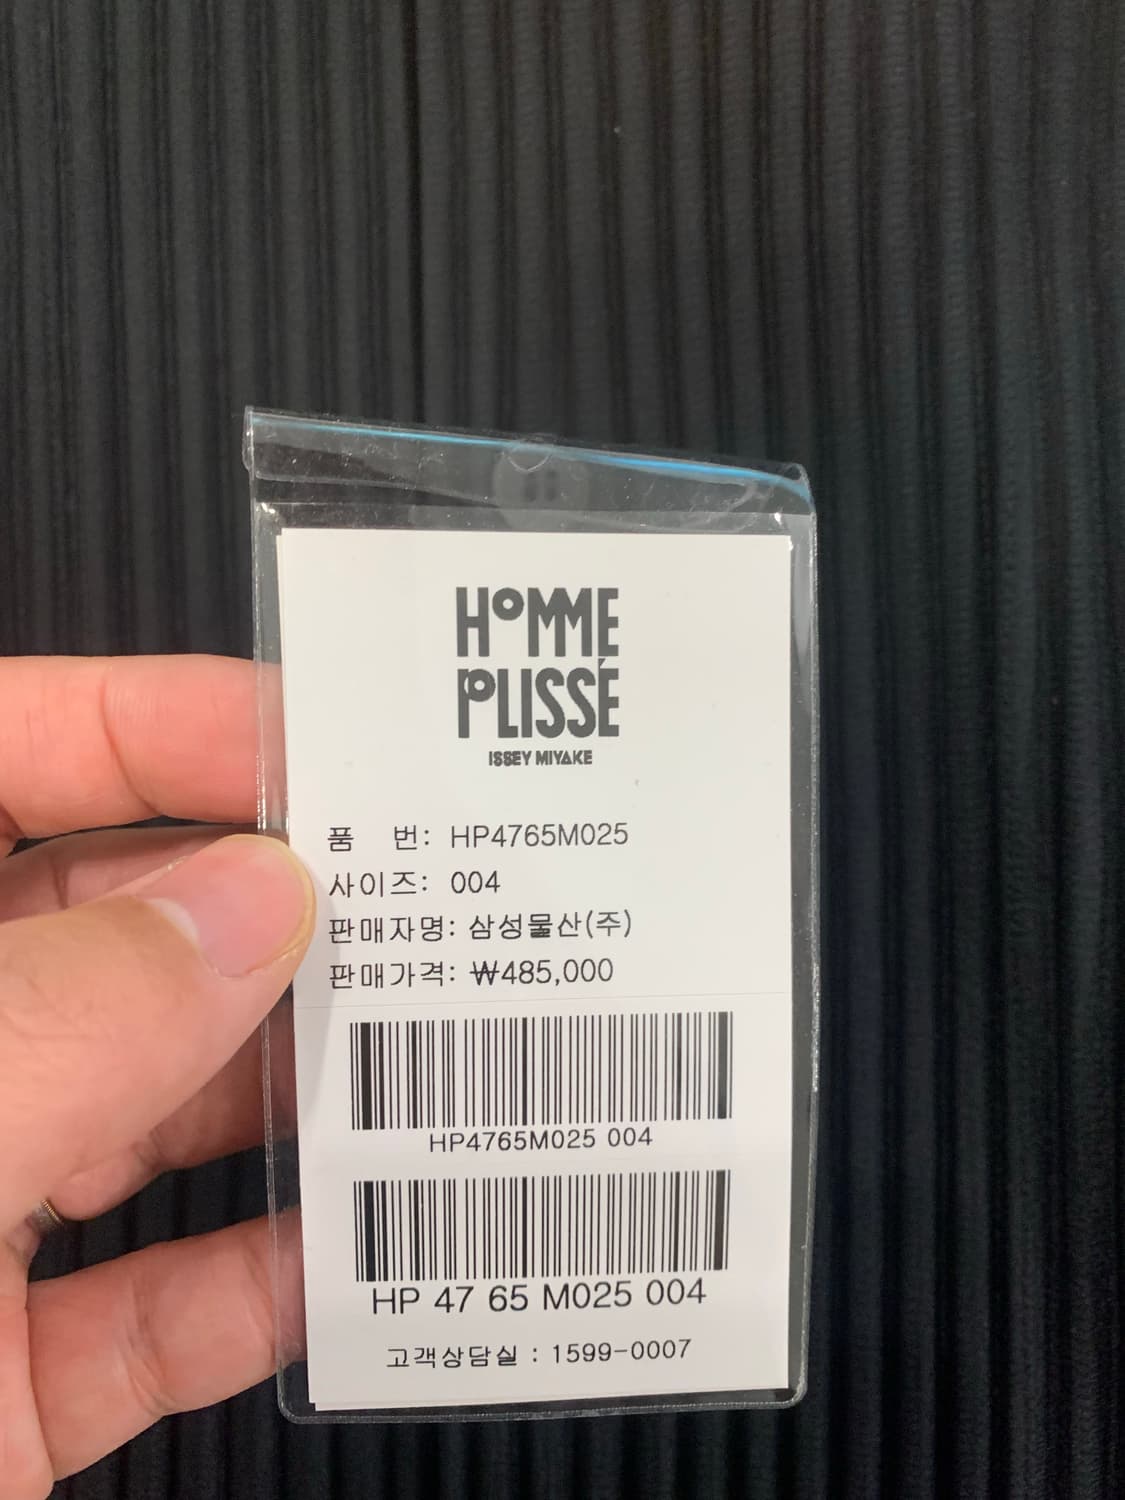 HOMME
PLISSÉ
ISSEY MIYAKE
품 번: HP4765M025
사이즈: 004
판매자명: 삼성물산(주)
판매가격: ₩485,000
HP4765M025 004
HP 47 65 M025 004
고객상담실 : 1599-0007